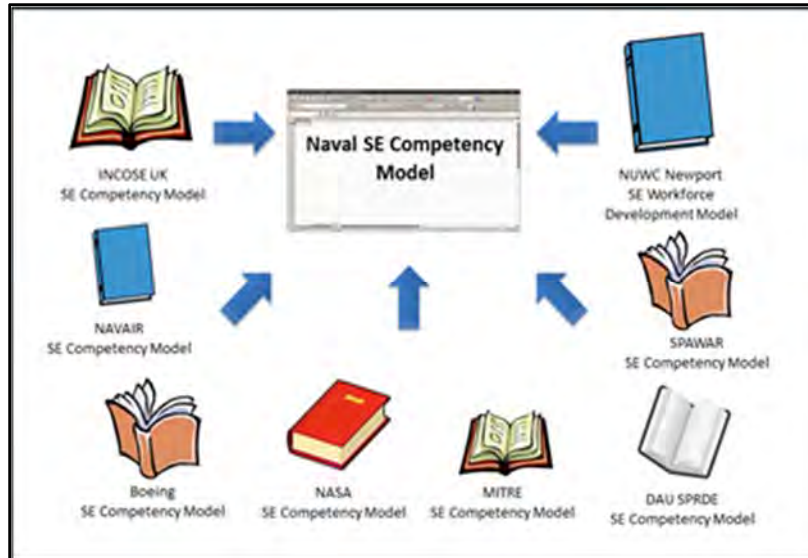 Naval SE Competency
Model
INCOSE UK
SE Competency Model
NUWC Newport
SE Workforce
Development Model
NAVAIR
SE Competency Model
SPAWAR
SE Competency Model
Boeing
SE Competency Model
NASA
SE Competency Model
MITRE
SE Competency Model
DAU SPRDE
SE Competency Model